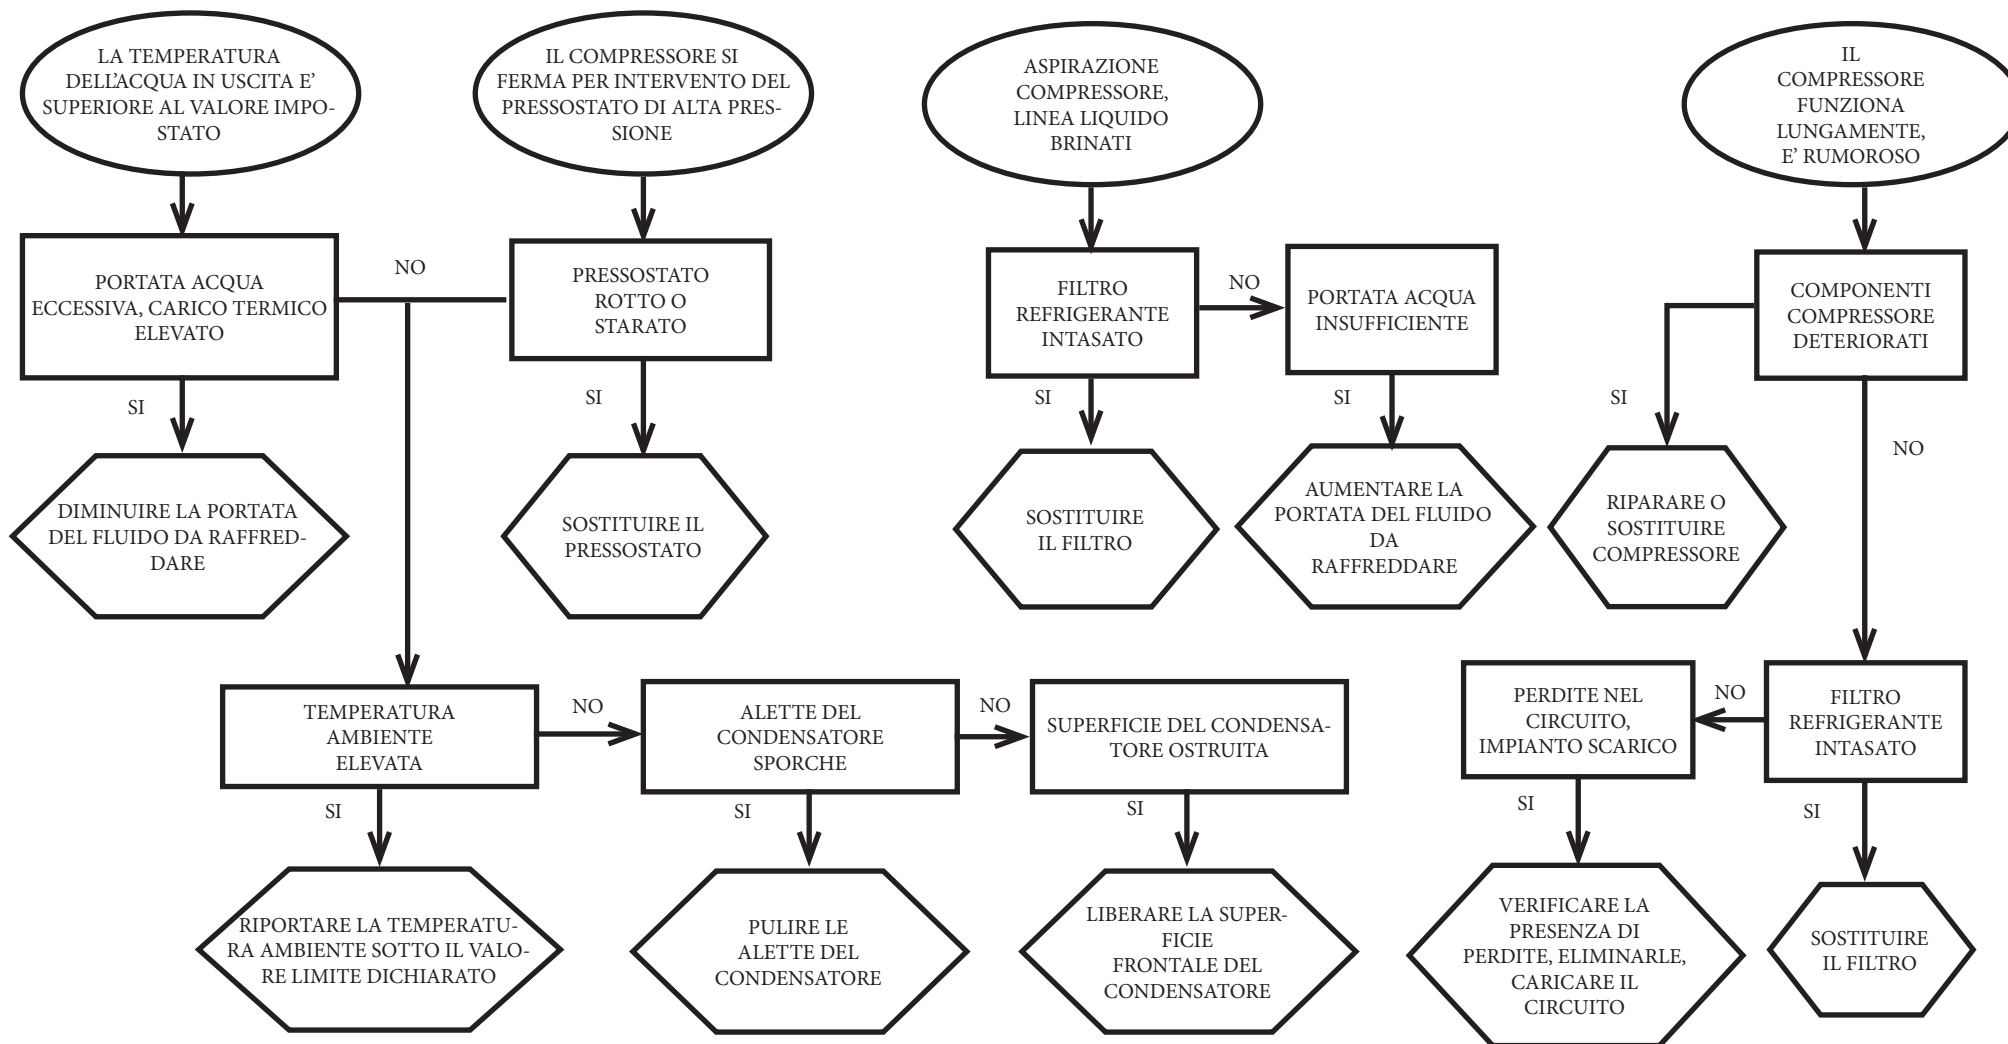 LA TEMPERATURA
DELL'ACQUA IN USCITA E'
SUPERIORE AL VALORE IMPO-
STATO
IL COMPRESSORE SI
FERMA PER INTERVENTO DEL
PRESSOSTATO DI ALTA PRES-
SIONE
ASPIRAZIONE
COMPRESSORE,
LINEA LIQUIDO
BRINATI
IL
COMPRESSORE
FUNZIONA
LUNGAMENTE,
E' RUMOROSO
PORTATA ACQUA
ECCESSIVA, CARICO TERMICO
ELEVATO
NO
PRESSOSTATO
ROTTO O
STARATO
FILTRO
REFRIGERANTE
INTASATO
NO
PORTATA ACQUA
INSUFFICIENTE
COMPONENTI
COMPRESSORE
DETERIORATI
SI
SI
SI
SI
SI
NO
DIMINUIRE LA PORTATA
DEL FLUIDO DA RAFFRED-
DARE
SOSTITUIRE IL
PRESSOSTATO
SOSTITUIRE
IL FILTRO
AUMENTARE LA
PORTATA DEL FLUIDO
DA
RAFFREDDARE
RIPARARE O
SOSTITUIRE
COMPRESSORE
TEMPERATURA
AMBIENTE
ELEVATA
NO
ALETTE DEL
CONDENSATORE
SPORCHE
NO
SUPERFICIE DEL CONDENSA-
TORE OSTRUITA
PERDITE NEL
CIRCUITO,
IMPIANTO SCARICO
NO
FILTRO
REFRIGERANTE
INTASATO
SI
SI
SI
SI
SI
RIPORTARE LA TEMPERATU-
RA AMBIENTE SOTTO IL VALO-
RE LIMITE DICHIARATO
PULIRE LE
ALETTE DEL
CONDENSATORE
LIBERARE LA SUPER-
FICIE
FRONTALE DEL
CONDENSATORE
VERIFICARE LA
PRESENZA DI
PERDITE, ELIMINARLE,
CARICARE IL
CIRCUITO
SOSTITUIRE
IL FILTRO